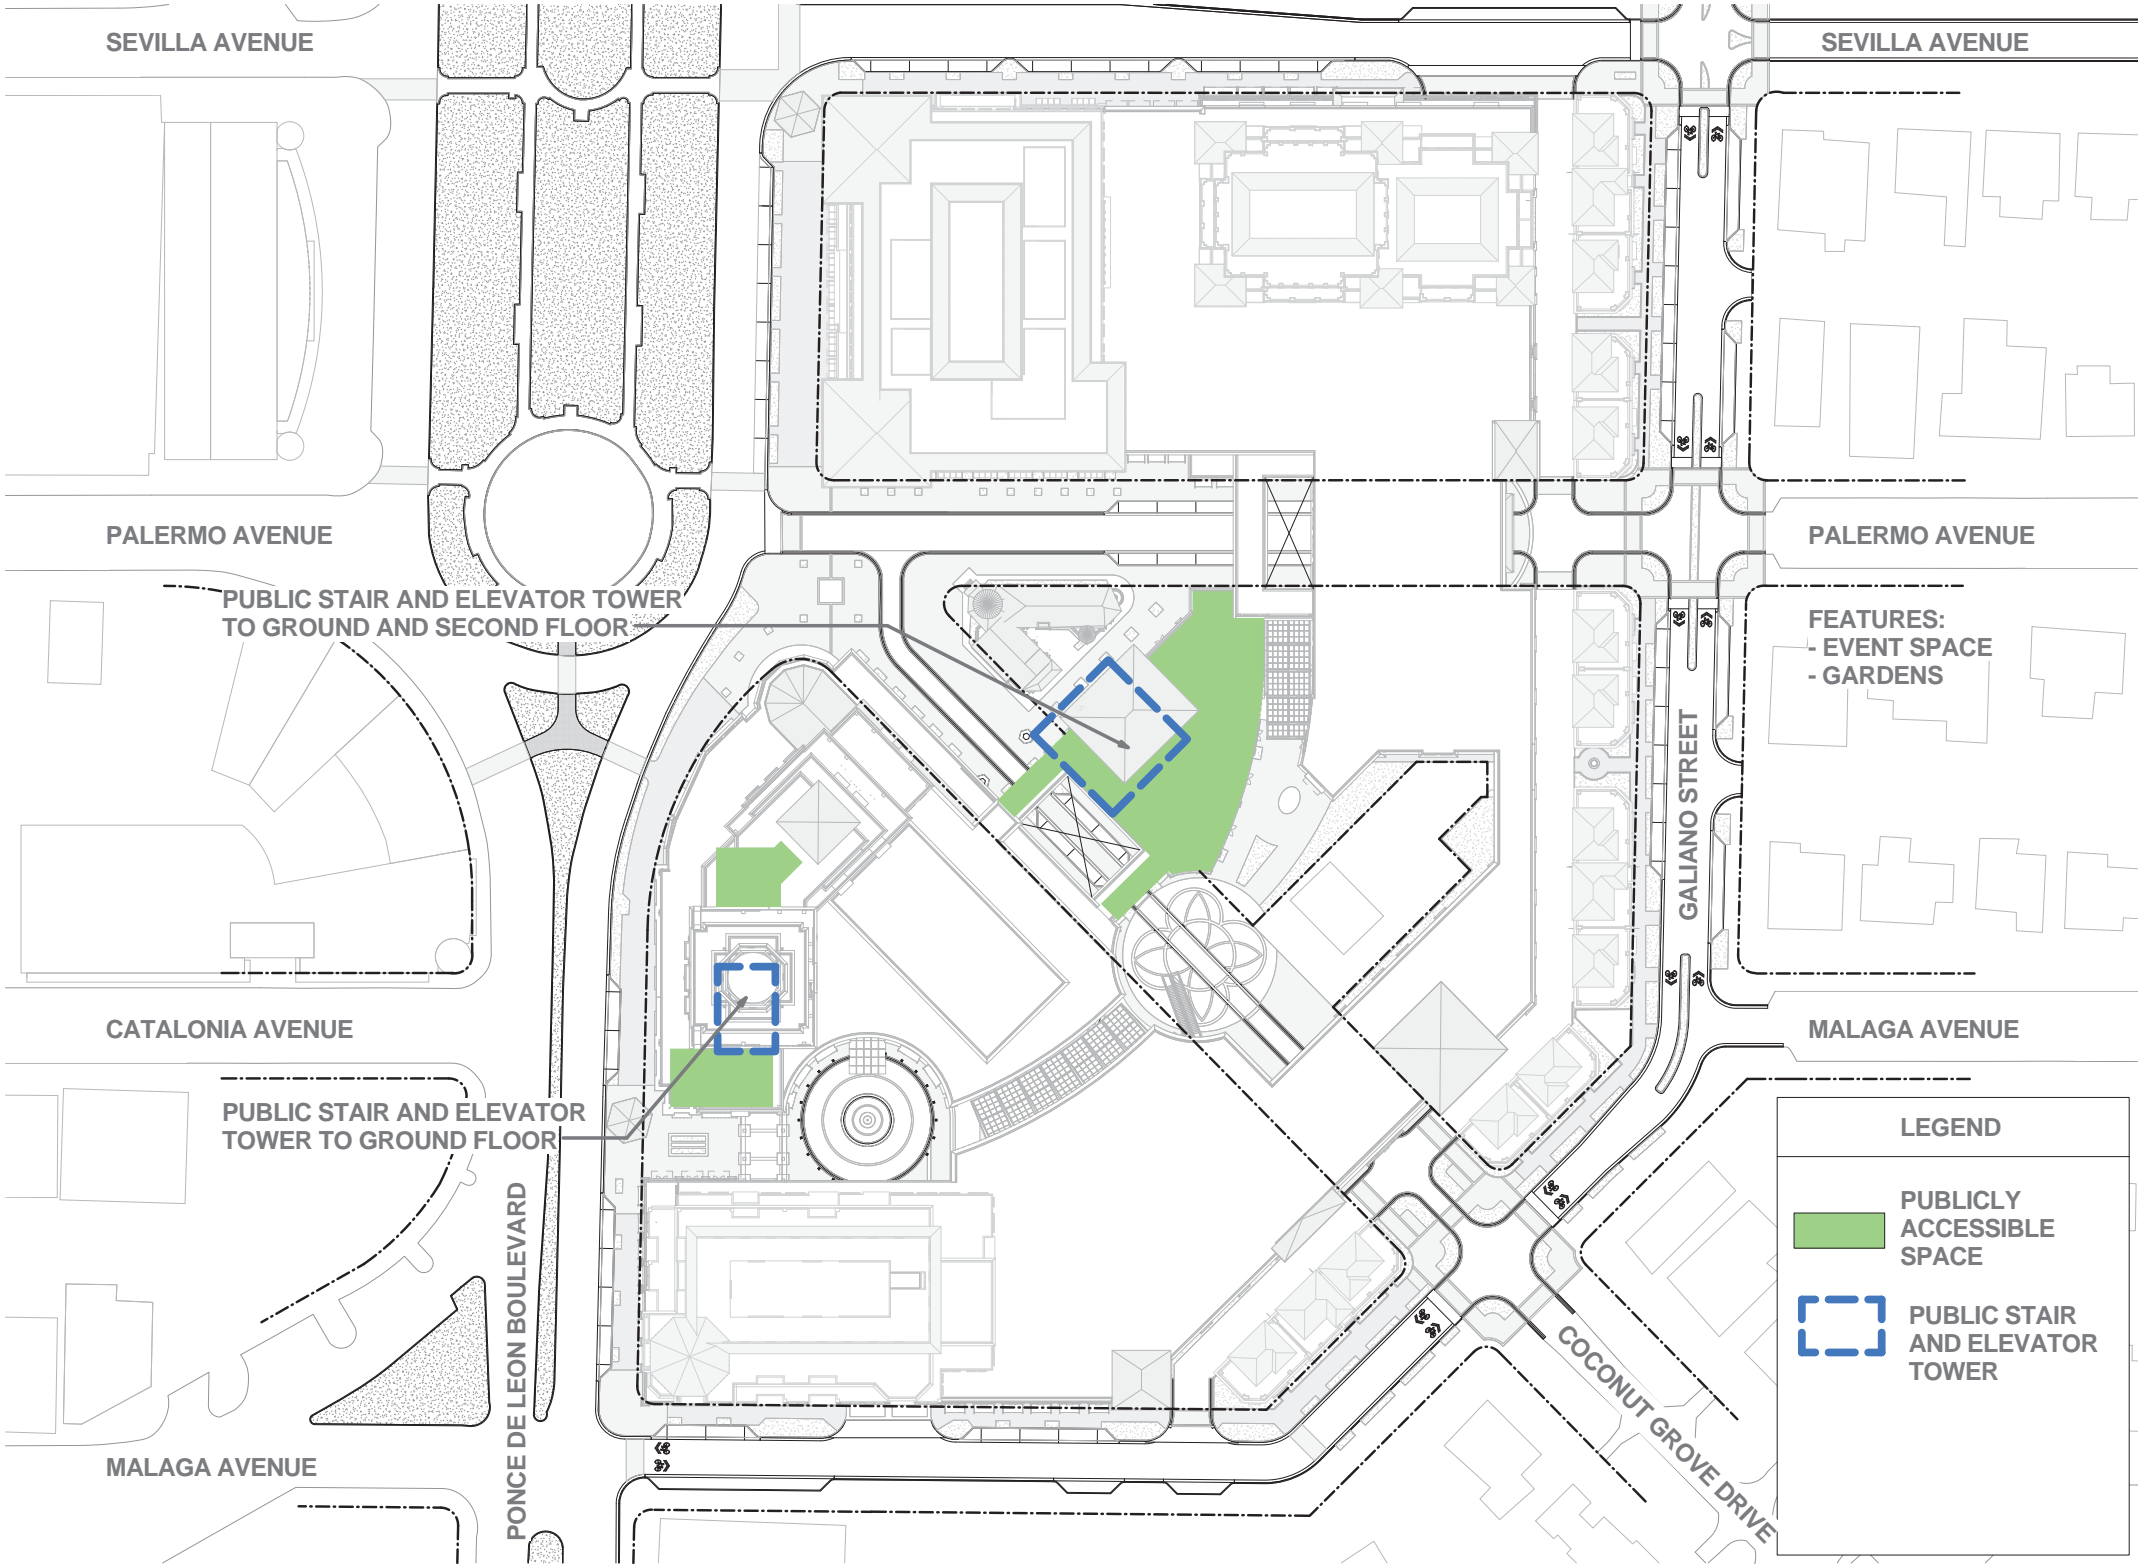 SEVILLA AVENUE
SEVILLA AVENUE
PALERMO AVENUE
PALERMO AVENUE
PUBLIC STAIR AND ELEVATOR TOWER
TO GROUND AND SECOND FLOOR
FEATURES:
- EVENT SPACE
- GARDENS
GALIANO STREET
CATALONIA AVENUE
MALAGA AVENUE
PUBLIC STAIR AND ELEVATOR
TOWER TO GROUND FLOOR
PONCE DE LEON BOULEVARD
MALAGA AVENUE
COCONUT GROVE DRIVE
LEGEND
PUBLICLY
ACCESSIBLE
SPACE
PUBLIC STAIR
AND ELEVATOR
TOWER